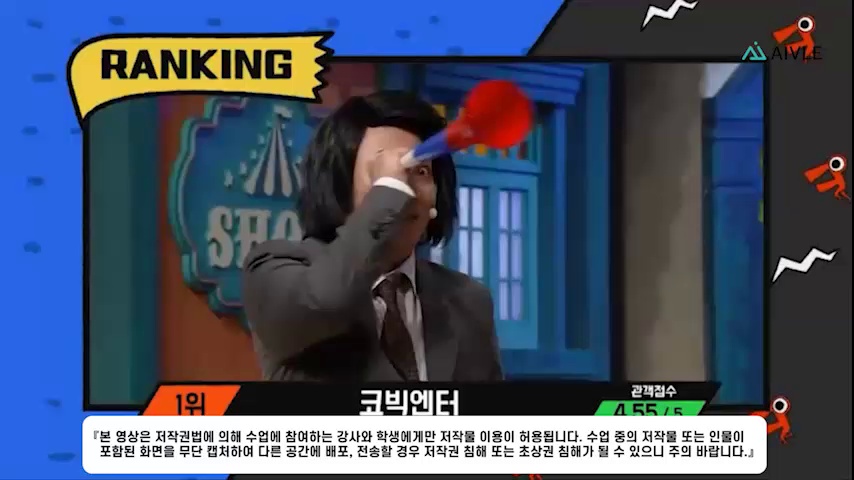 RANKING
AIVLE
SHO
1위
코빅엔터
관객점수
4.55 / 5
『본 영상은 저작권법에 의해 수업에 참여하는 강사와 학생에게만 저작물 이용이 허용됩니다. 수업 중의 저작물 또는 인물이
포함된 화면을 무단 캡처하여 다른 공간에 배포, 전송할 경우 저작권 침해 또는 초상권 침해가 될 수 있으니 주의 바랍니다.』